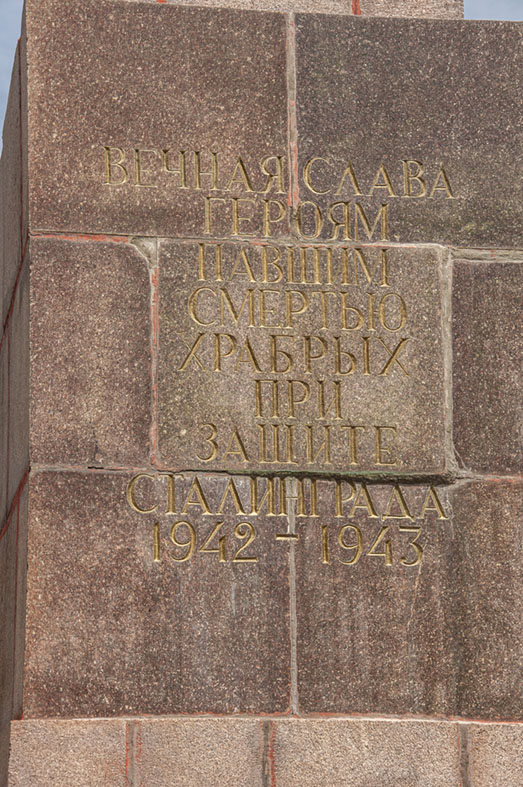 ВЕЧНАЯ СЛАВА
ГЕРОЯМ,
ПАВШИМ
СМЕРТЬЮ
ХРАБРЫХ
ПРИ
ЗАЩИТЕ
СТАЛИНГРАДА
1942 - 1943